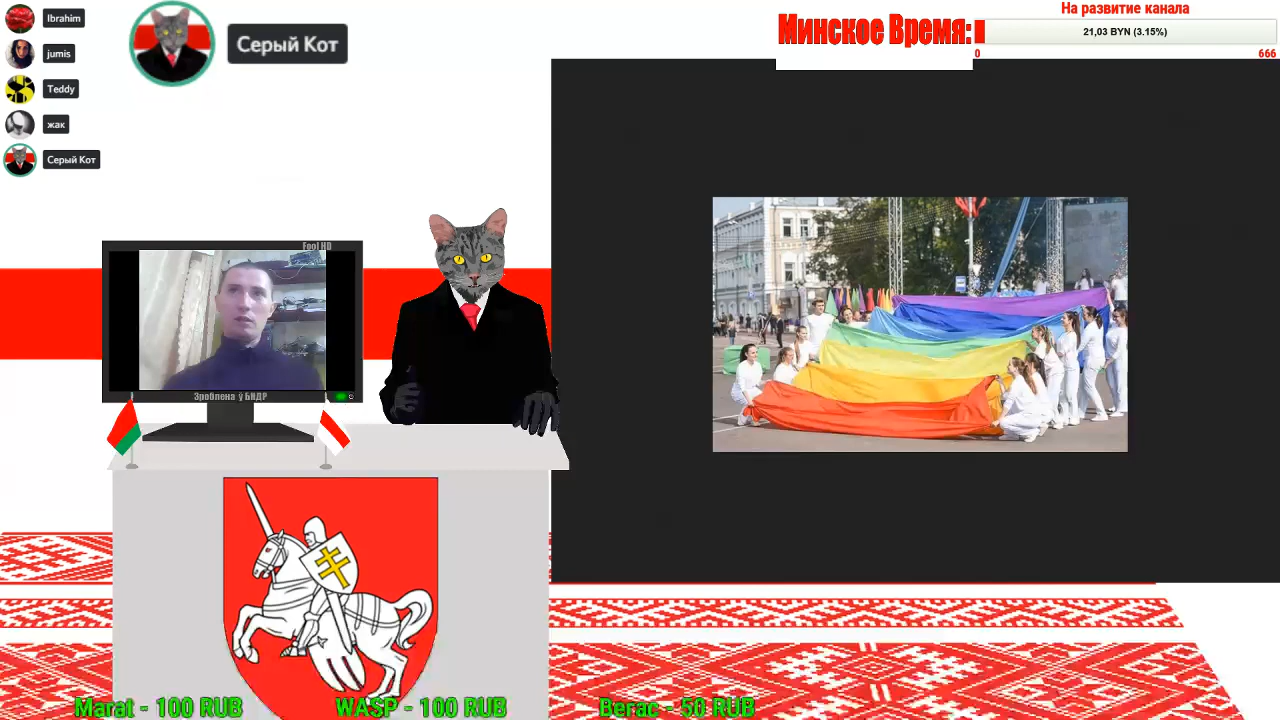 Ibrahim
jumis
Teddy
жак
Серый Кот
Серый Кот
Минское Время:
На развитие канала
21,03 BYN (3.15%)
0
666
Fool HD
Зроблена ў БНДР
Marat - 100 RUB
WASP - 100 RUB
Berac - 50 RUB